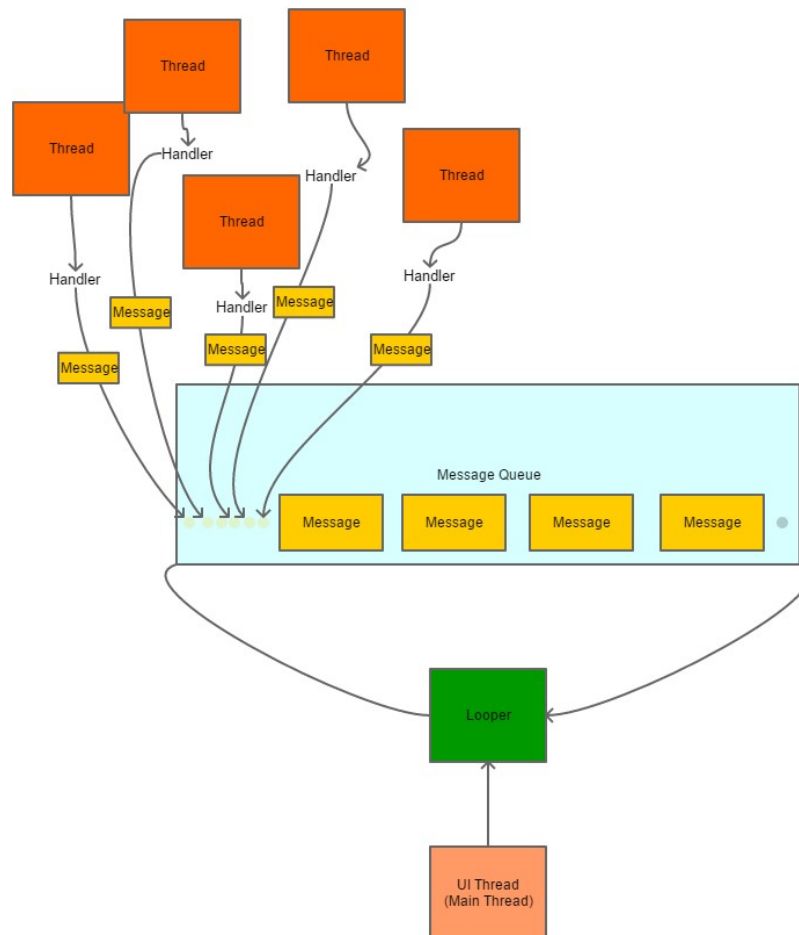 Thread
Thread
Thread
Handler
Thread
Handler
Thread
Handler
Handler
Handler
Message
Message
Message
Message
Message
Message Queue
Message
Message
Message
Message
Looper
UI Thread
(Main Thread)